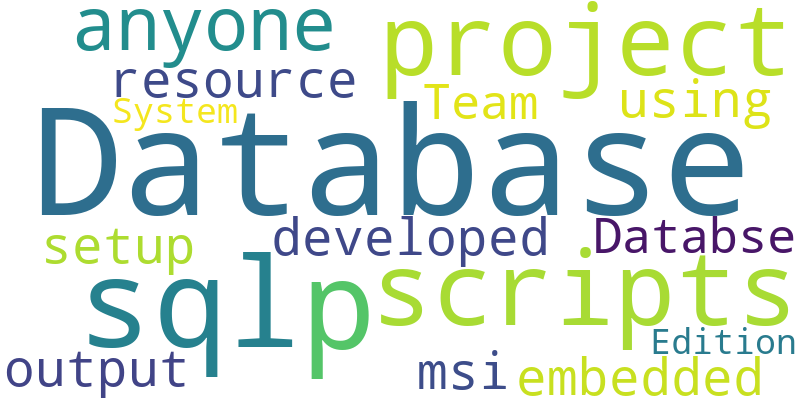 anyone
project
resource
System
Team
using
Database
setup
developed
Databse
sqlp
scripts
output
msi
Edition
embedded